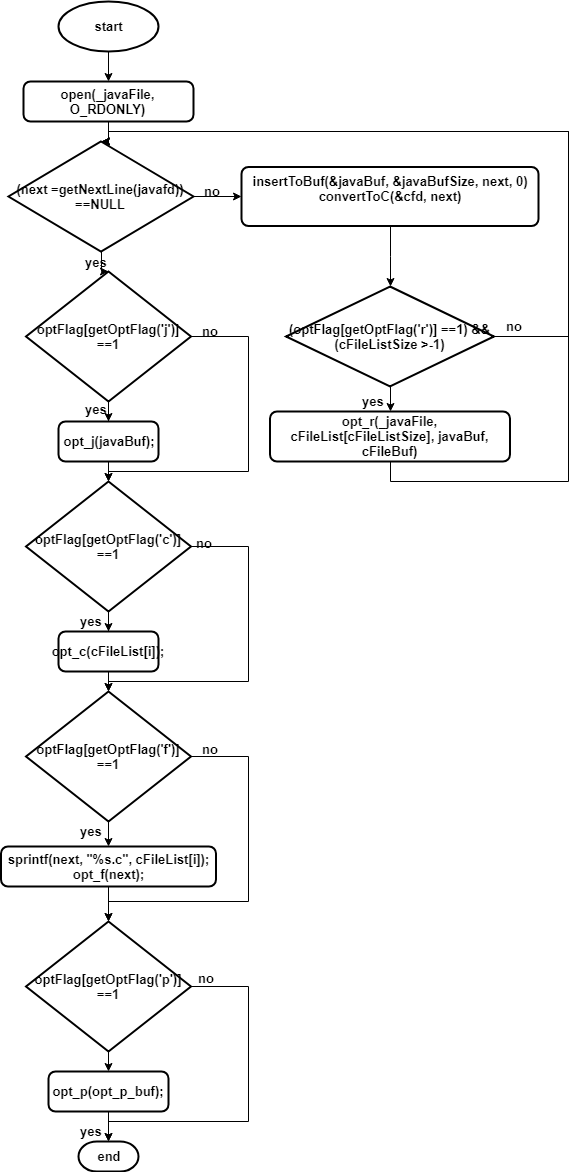 start
open(_javaFile,
O_RDONLY)
(next =getNextLine(javafd))
==NULL
no
insertToBuf(&javaBuf, &javaBufSize, next, 0)
convertToC(&cfd, next)
yes
optFlag[getOptFlag('j')]
==1
no
(optFlag[getOptFlag('r')] ==1) &&
(cFileListSize >-1)
no
yes
opt_j(javaBuf);
yes
opt_r(_javaFile,
cFileList[cFileListSize], javaBuf,
cFileBuf)
optFlag[getOptFlag('c')]
==1
no
yes
opt_c(cFileList[i]);
optFlag[getOptFlag('f')]
==1
no
yes
sprintf(next, "%s.c", cFileList[i]);
opt_f(next);
optFlag[getOptFlag('p')]
==1
no
opt_p(opt_p_buf);
yes
end